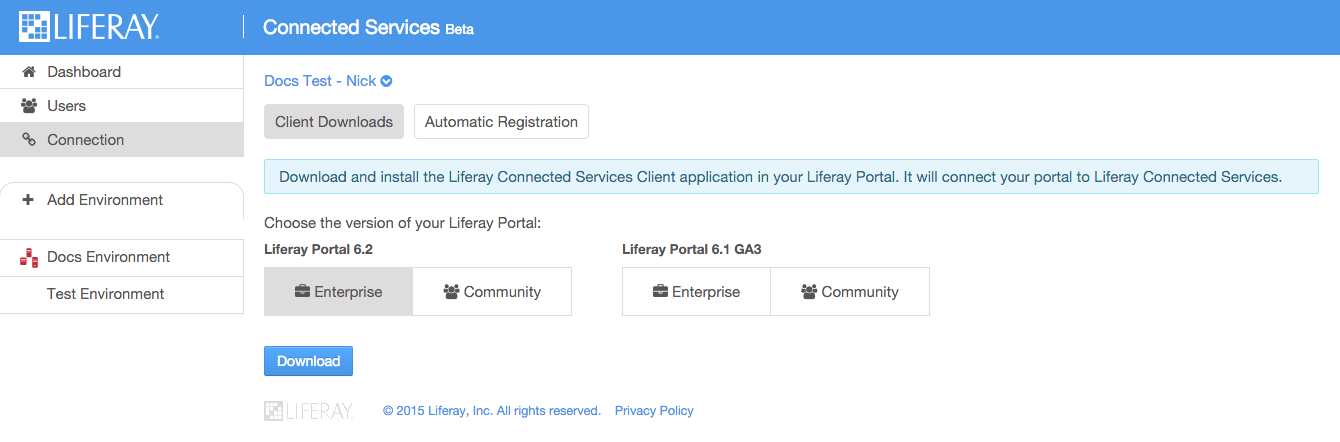 LIFERAY.
Connected Services Beta
Dashboard
Users
Connection
Add Environment
Docs Environment
Test Environment
Docs Test - Nick
Client Downloads
Automatic Registration
Download and install the Liferay Connected Services Client application in your Liferay Portal. It will connect your portal to Liferay Connected Services.
Choose the version of your Liferay Portal:
Liferay Portal 6.2
Enterprise
Community
Liferay Portal 6.1 GA3
Enterprise
Community
Download
LIFERAY.
© 2015 Liferay, Inc. All rights reserved.
Privacy Policy